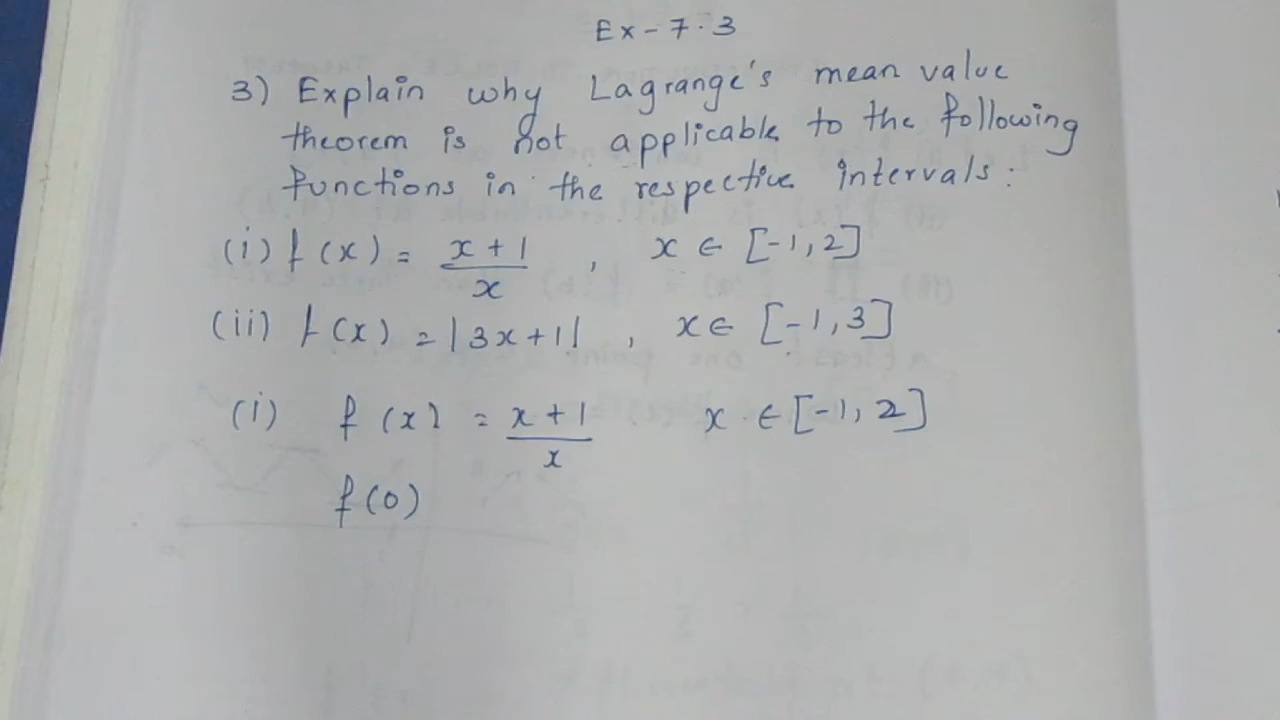 Ex - 7.3
3) Explain why Lagrange's mean value
theorem is not applicable to the following
functions in the respective intervals:
(i) f(x) = x+1/x , x ∈ [-1, 2]
(ii) f(x) = |3x+1| , x ∈ [-1, 3]
(i) f(x) = x+1/x x ∈ [-1, 2]
f(0)